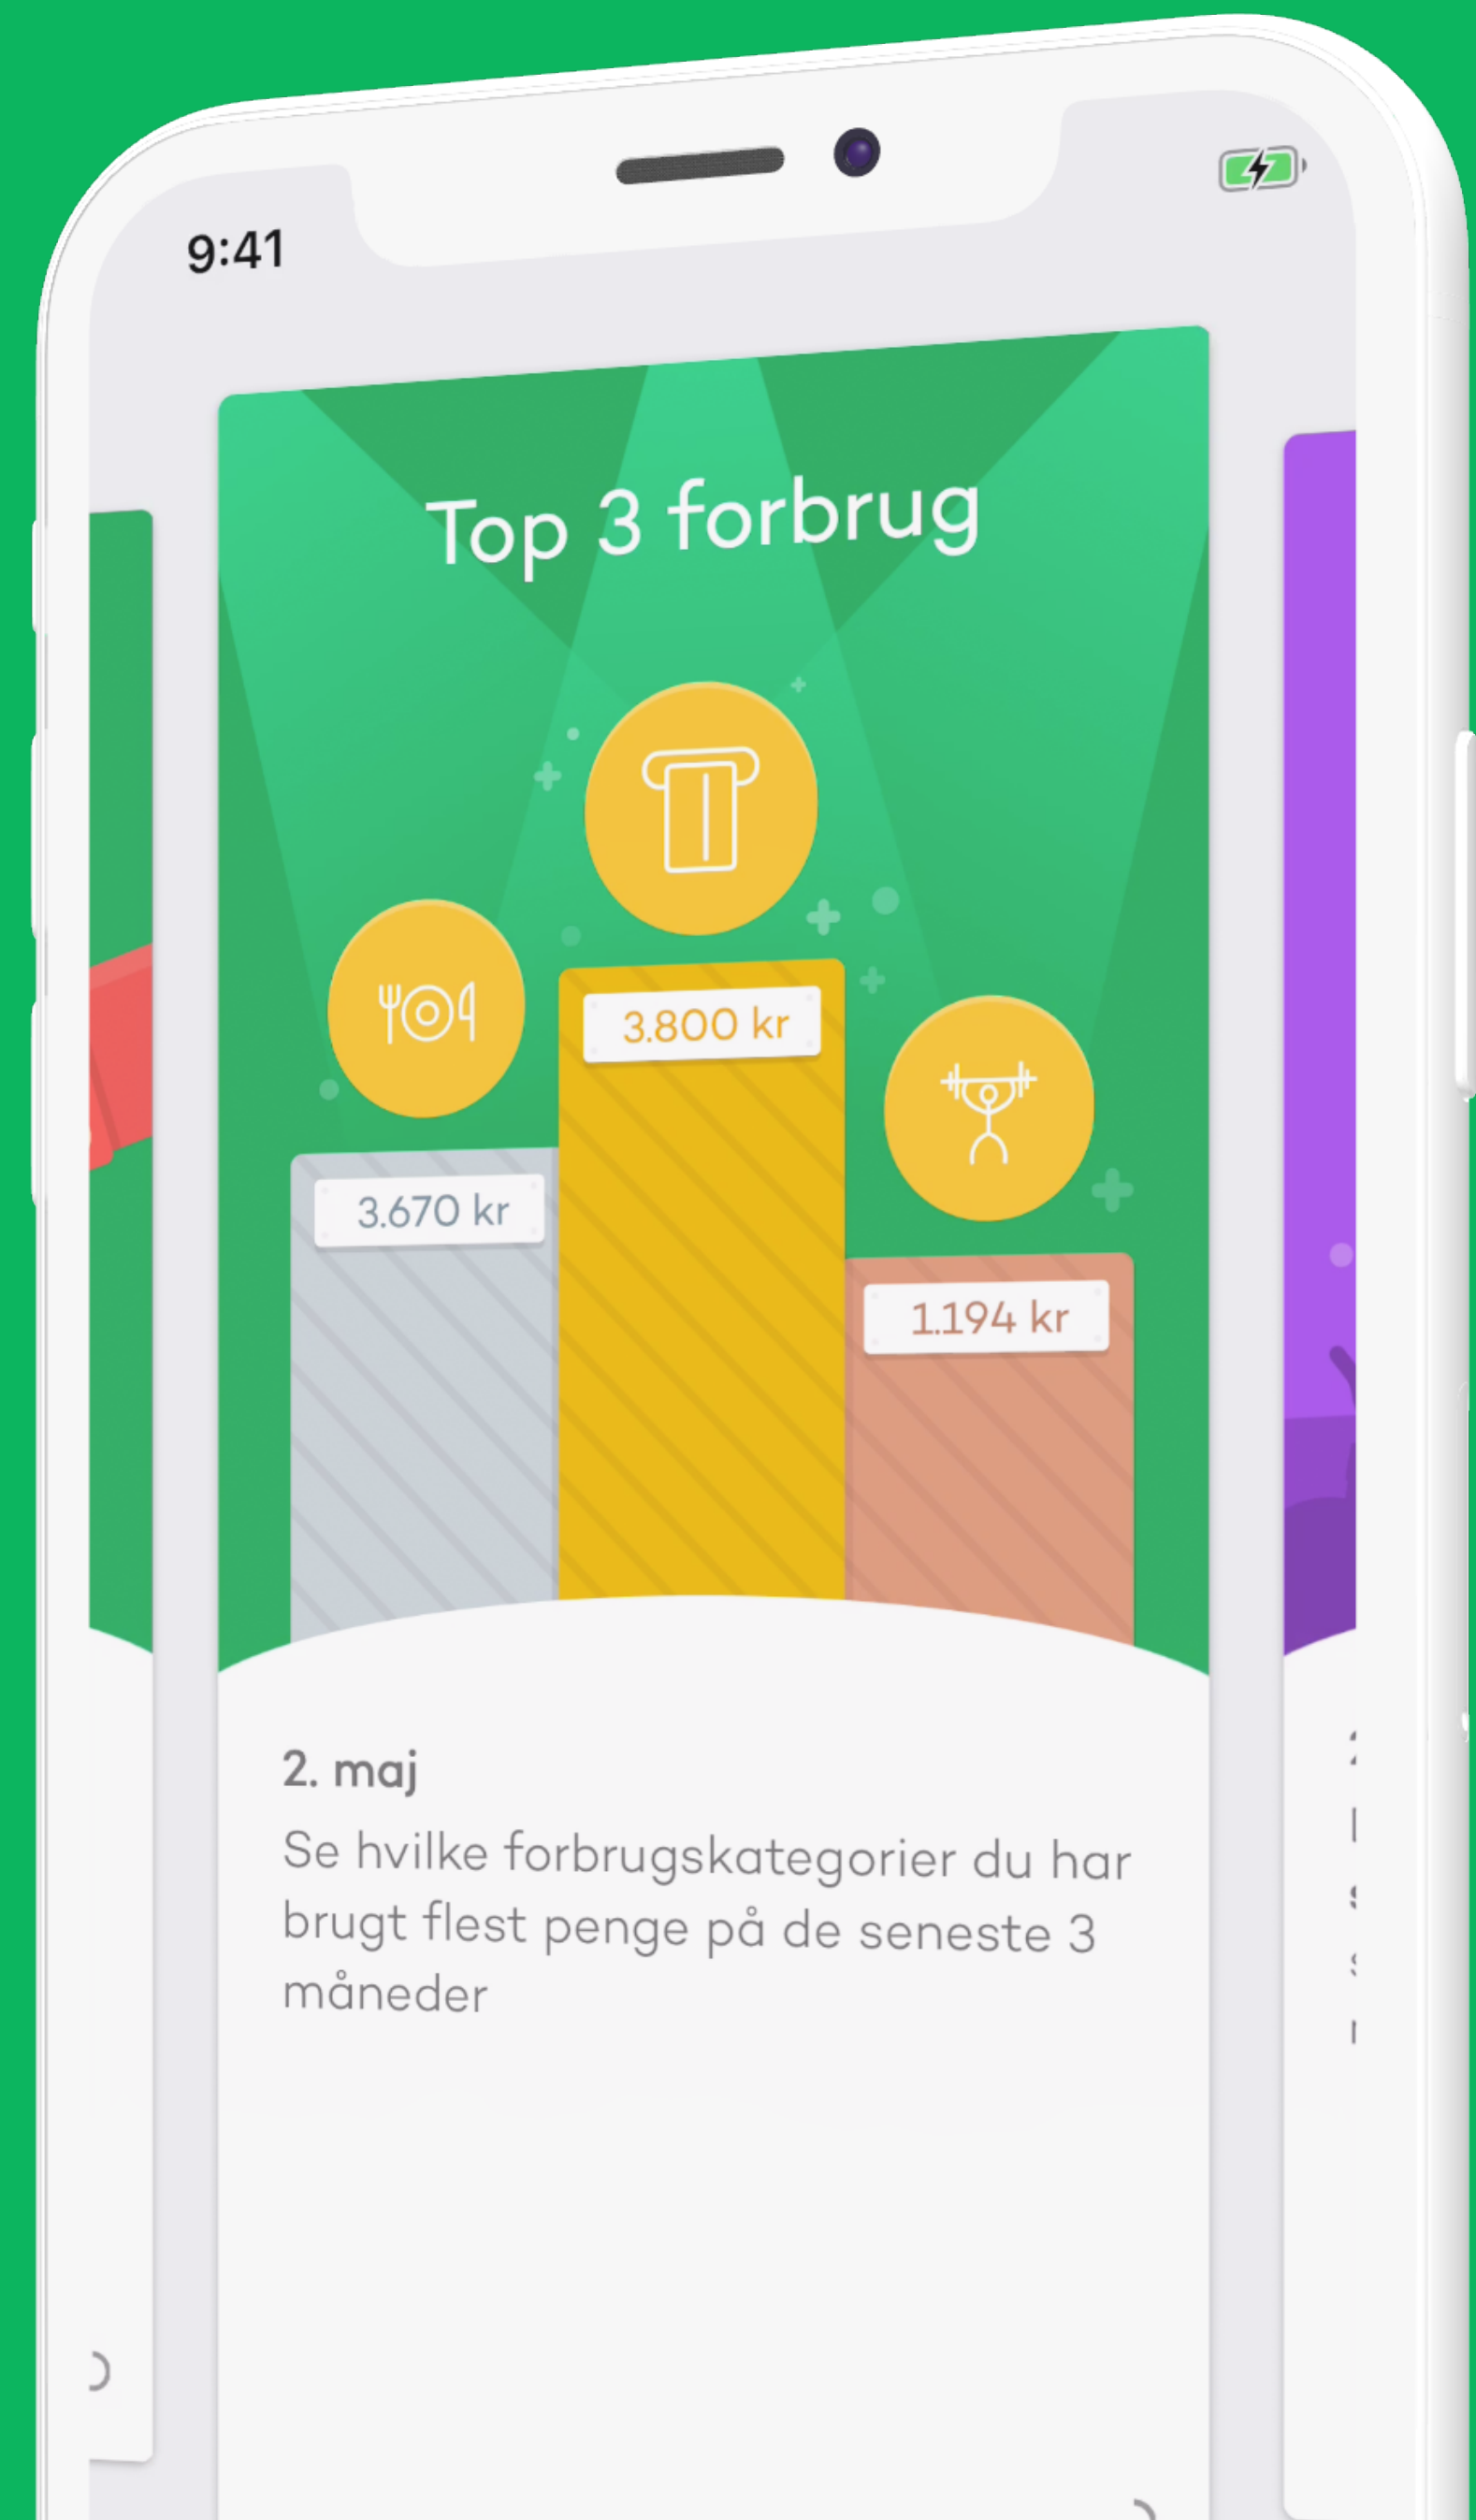 9:41
Top 3 forbrug
3.800 kr
3.670 kr
1.194 kr
2. maj
Se hvilke forbrugskategorier du har
brugt flest penge på de seneste 3
måneder